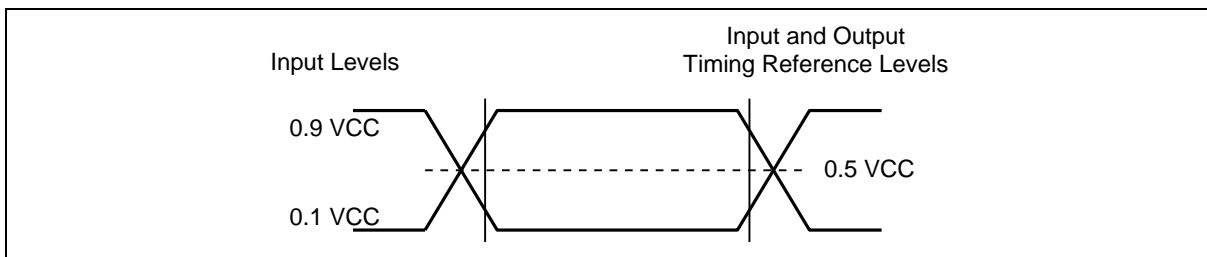 Input and Output
Input Levels
Timing Reference Levels
0.9 VCC
0.5 VCC
0.1 VCC